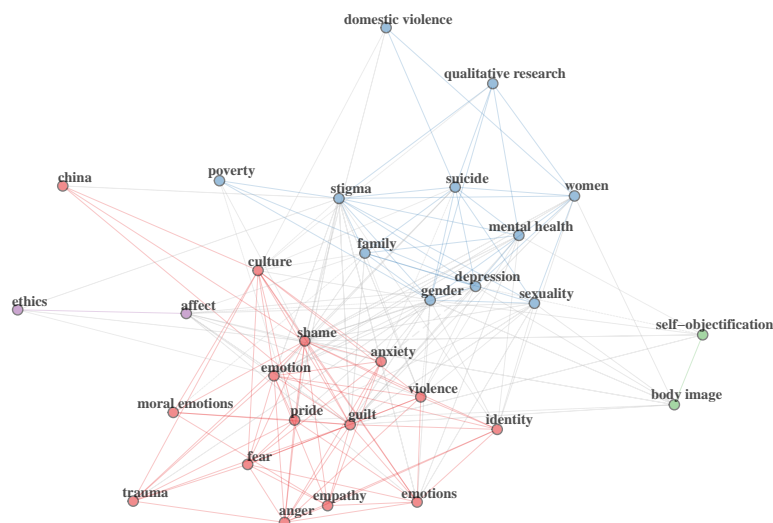 domestic violence
qualitative research
china
poverty
stigma
suicide
women
mental health
family
culture
depression
gender
sexuality
ethics
affect
self−objectification
shame
anxiety
emotion
violence
body image
moral emotions
pride
guilt
identity
fear
trauma
empathy
emotions
anger